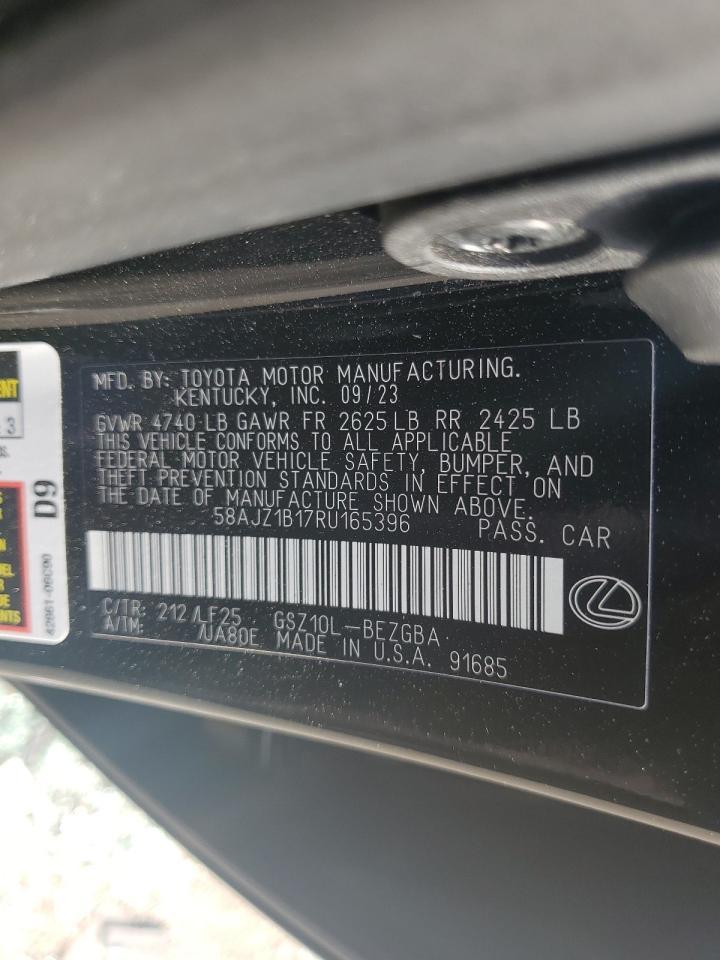 MFD. BY: TOYOTA MOTOR MANUFACTURING.
KENTUCKY, INC. 09/23
GVWR 4740 LB GAWR FR 2625 LB RR 2425 LB
THIS VEHICLE CONFORMS TO ALL APPLICABLE
FEDERAL MOTOR VEHICLE SAFETY, BUMPER, AND
THEFT PREVENTION STANDARDS IN EFFECT ON
THE DATE OF MANUFACTURE SHOWN ABOVE.
58AJZ1B17RU165396 PASS. CAR
C/TR: 212 /LF25 GSZ10L-BEZGBA
A/TM: /UA80E MADE IN U.S.A. 91685
3
D9